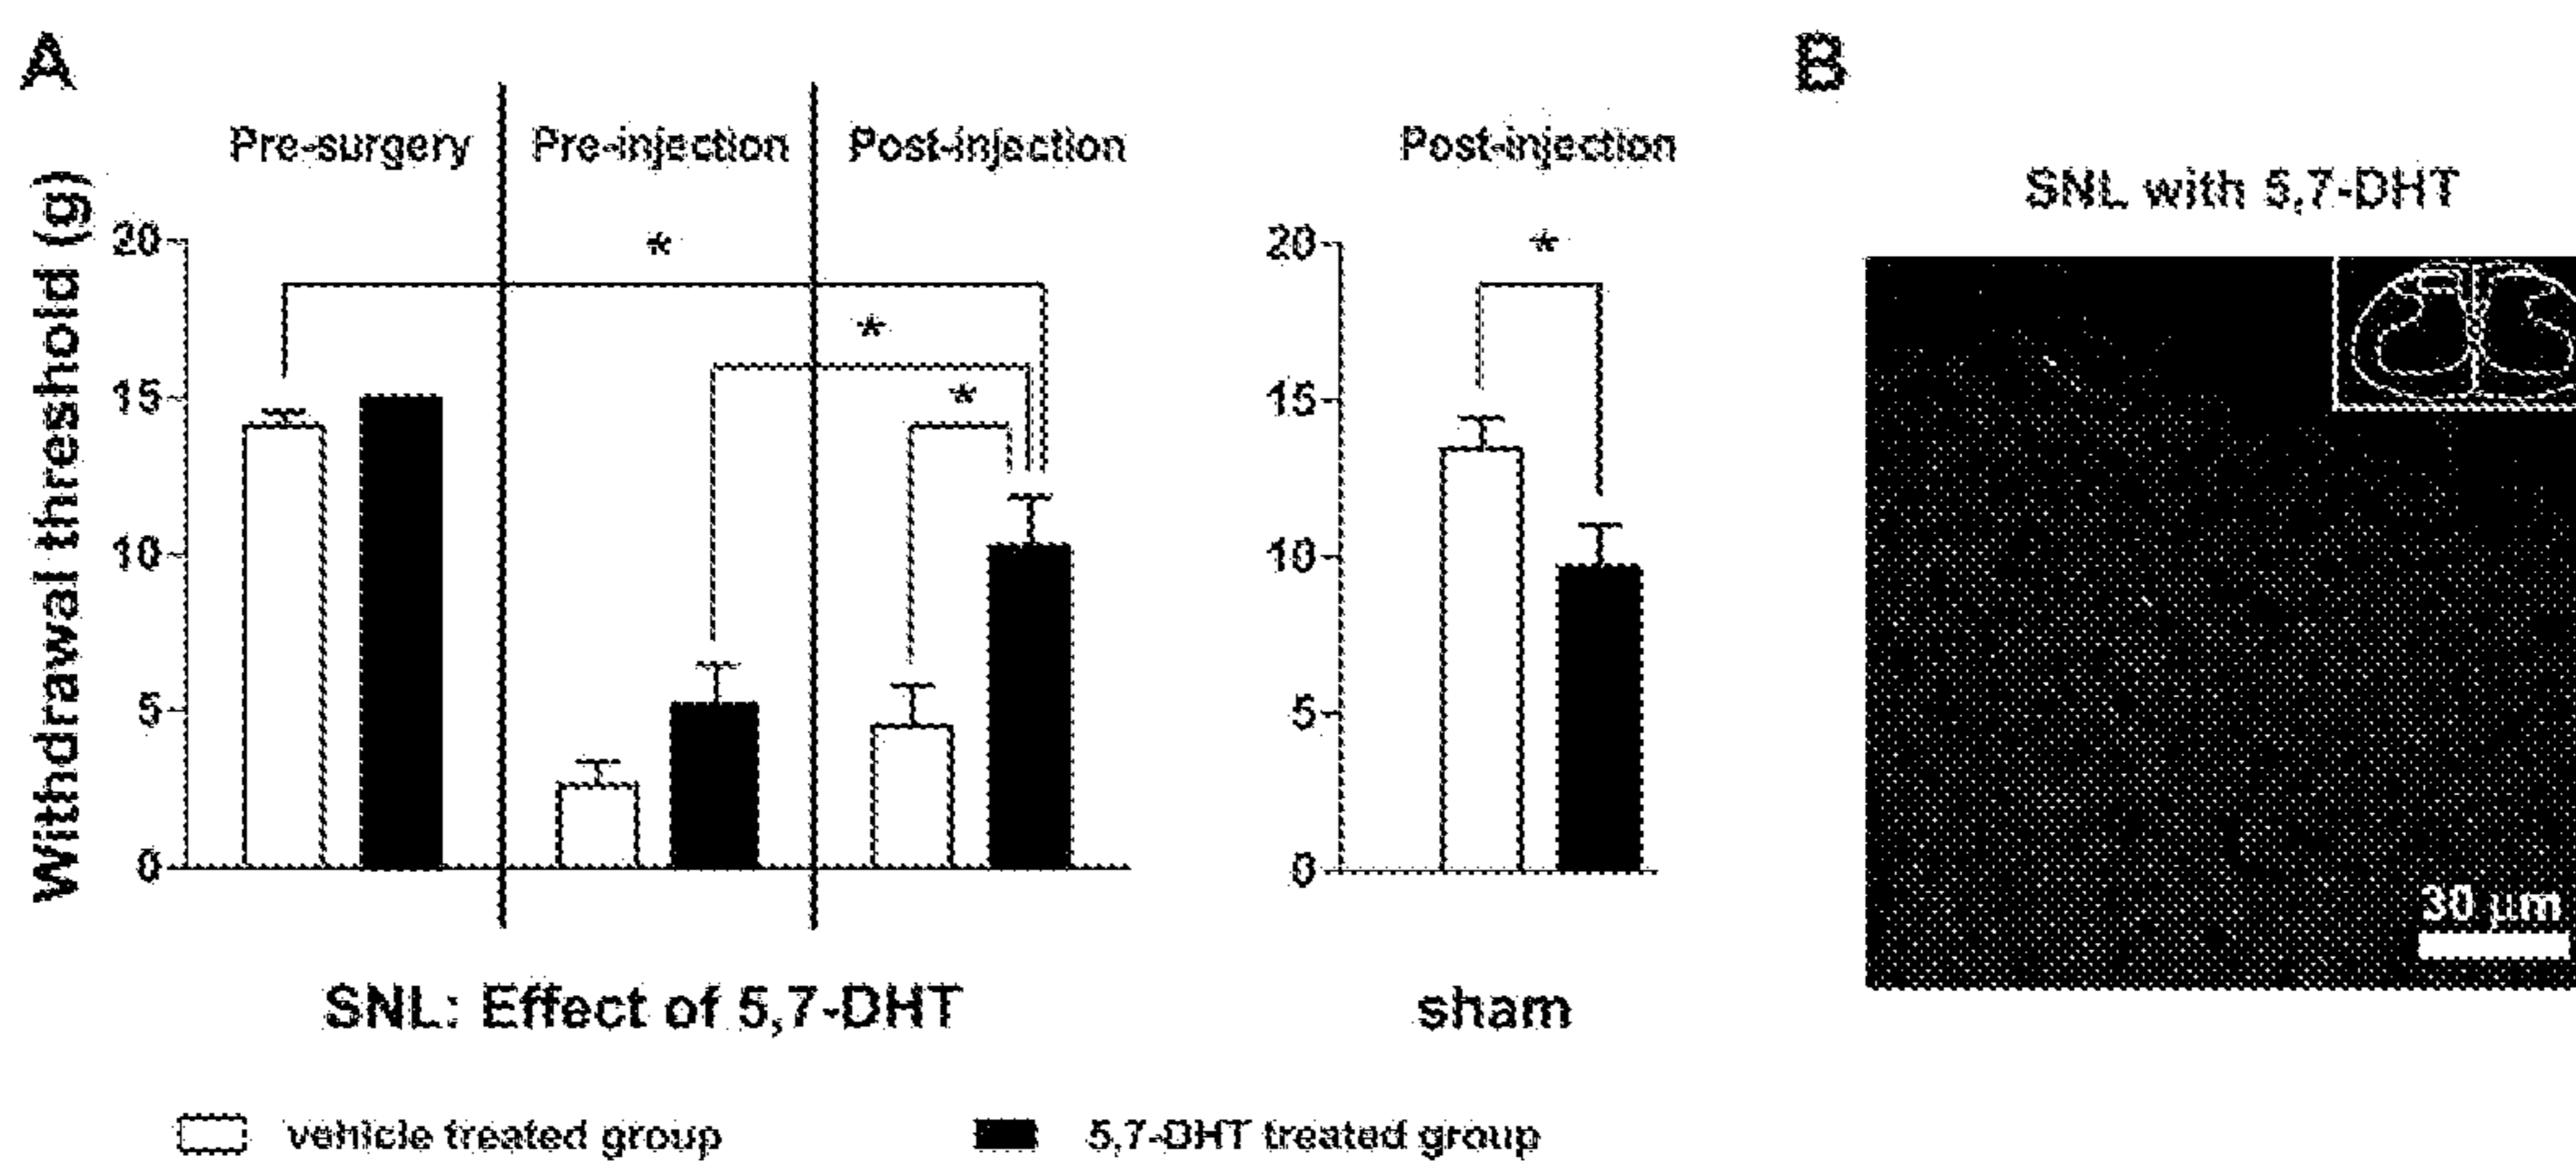 A
B
Pre-surgery
Pre-injection
Post-injection
Post-injection
SNL with 5,7-DHT
Withdrawal threshold (g)
20
15
10
5
0
*
*
*
20
15
10
5
0
*
30 µm
SNL: Effect of 5,7-DHT
sham
vehicle treated group
5,7-DHT treated group